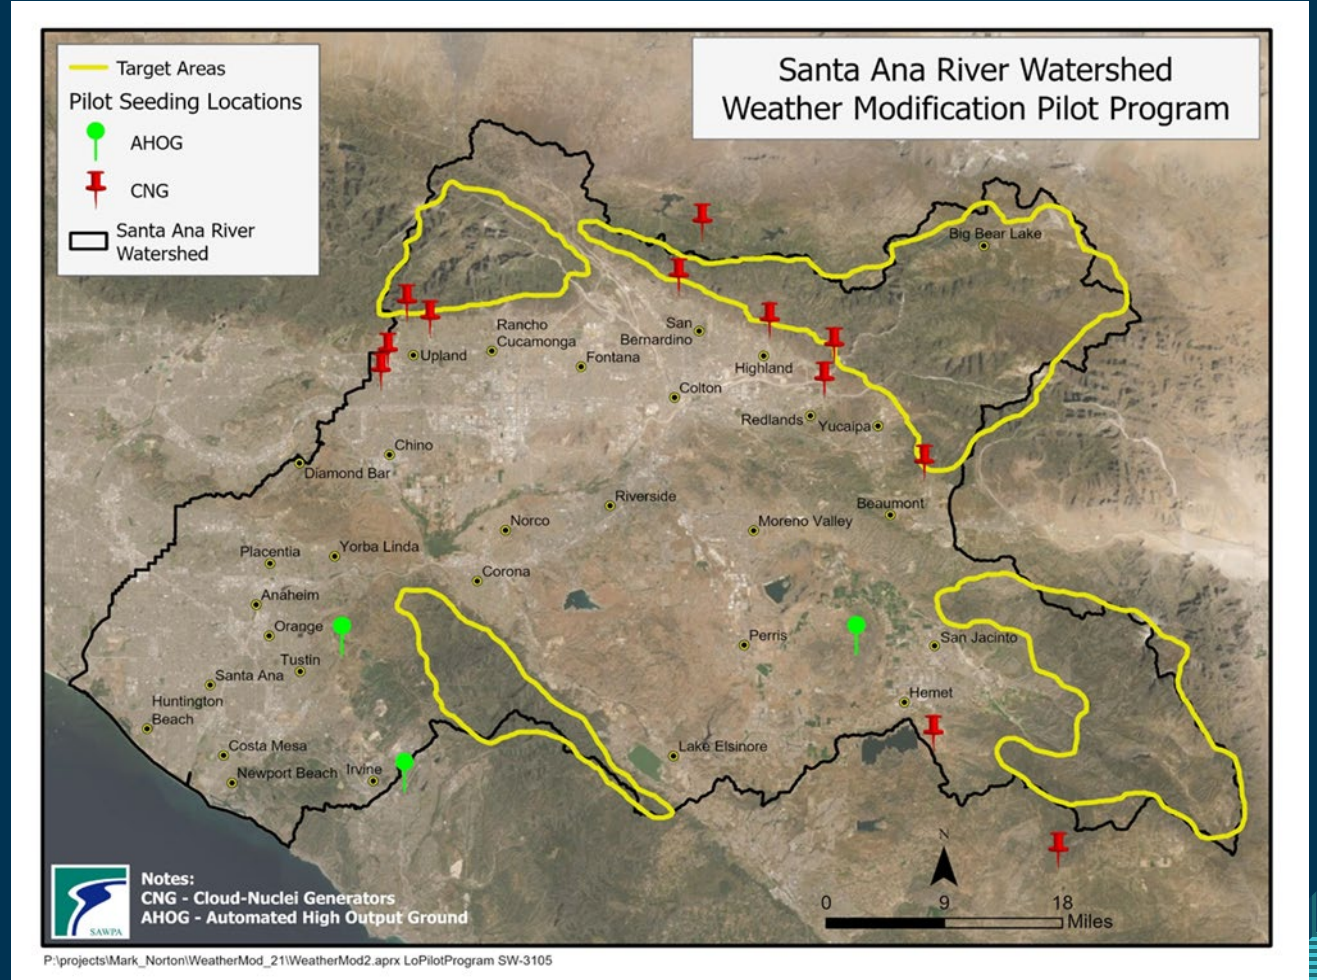 Target Areas
Pilot Seeding Locations
AHOG
CNG
Santa Ana River
Watershed
Santa Ana River Watershed
Weather Modification Pilot Program
Big Bear Lake
Rancho
Cucamonga
San
Bernardino
Upland
Fontana
Highland
Colton
Redlands
Yucaipa
Chino
Diamond Bar
Riverside
Beaumont
Norco
Moreno Valley
Placentia
Yorba Linda
Corona
Anaheim
Orange
Perris
San Jacinto
Tustin
Santa Ana
Hemet
Huntington
Beach
Costa Mesa
Lake Elsinore
Newport Beach
Irvine
N
0
9
18
Miles
SAWPA
Notes:
CNG - Cloud-Nuclei Generators
AHOG - Automated High Output Ground
P:\projects\Mark_Norton\WeatherMod_21\WeatherMod2.aprx LoPilotProgram SW-3105